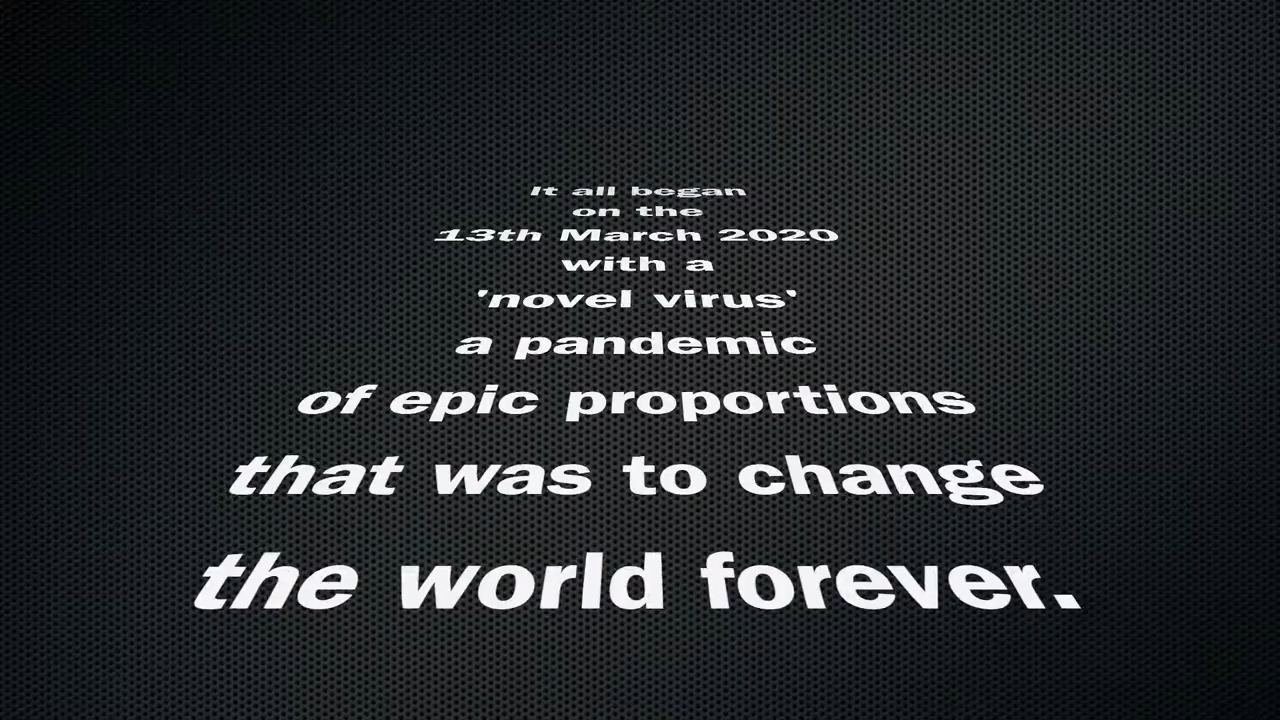 It all began
on the
13th March 2020
with a
'novel virus'
a pandemic
of epic proportions
that was to change
the world forever.